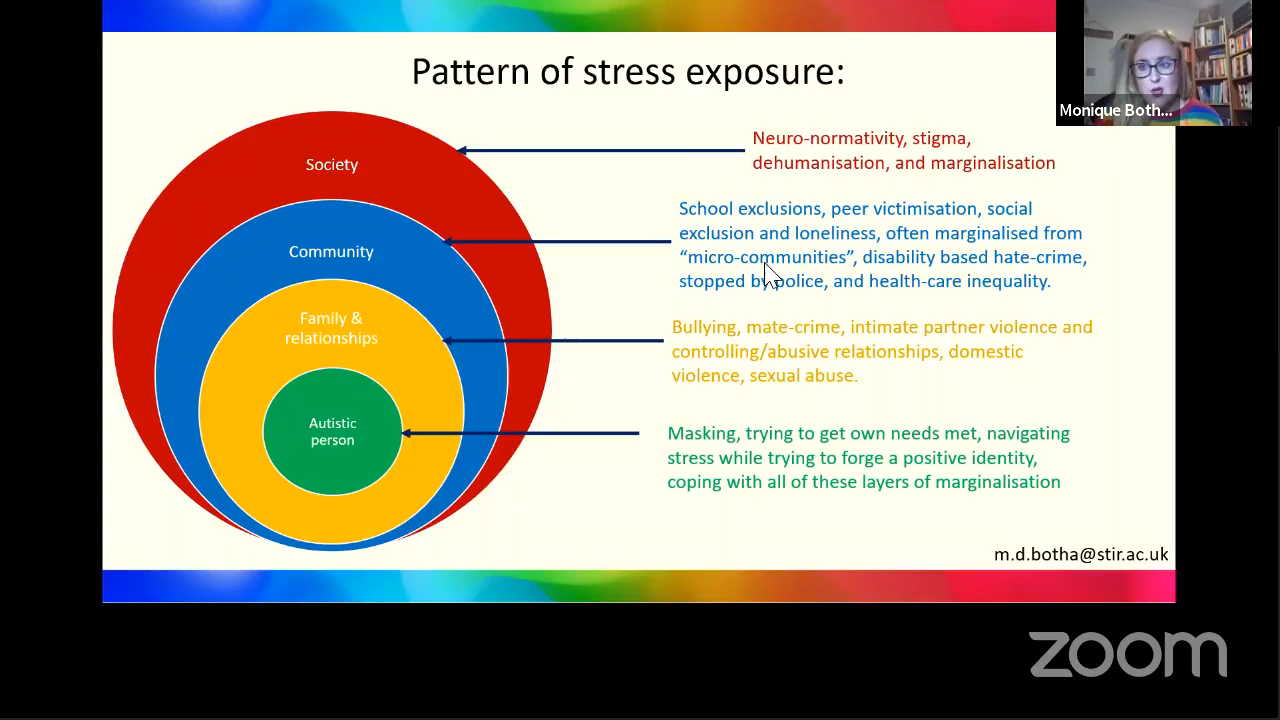 Pattern of stress exposure:
Monique Both...
Society
Neuro-normativity, stigma,
dehumanisation, and marginalisation
Community
School exclusions, peer victimisation, social
exclusion and loneliness, often marginalised from
“micro-communities”, disability based hate-crime,
stopped by police, and health-care inequality.
Family &
relationships
Bullying, mate-crime, intimate partner violence and
controlling/abusive relationships, domestic
violence, sexual abuse.
Autistic
person
Masking, trying to get own needs met, navigating
stress while trying to forge a positive identity,
coping with all of these layers of marginalisation
m.d.botha@stir.ac.uk
zoom